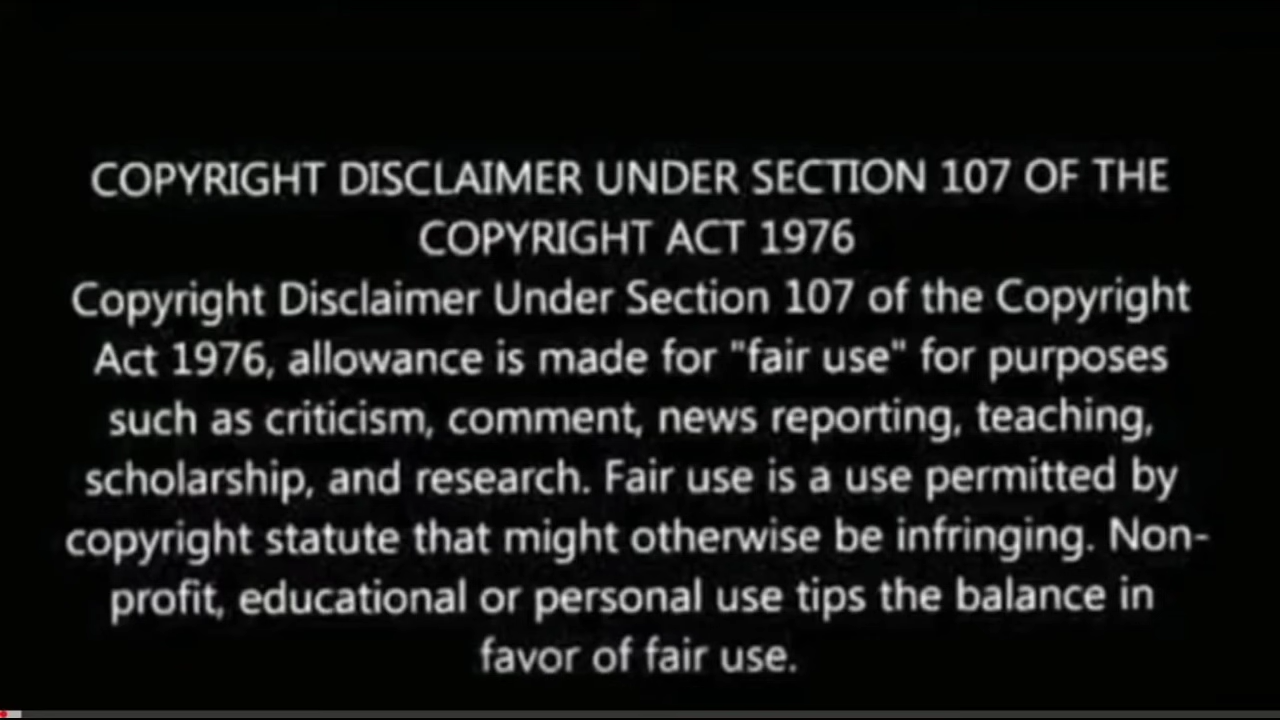 COPYRIGHT DISCLAIMER UNDER SECTION 107 OF THE
COPYRIGHT ACT 1976
Copyright Disclaimer Under Section 107 of the Copyright
Act 1976, allowance is made for "fair use" for purposes
such as criticism, comment, news reporting, teaching,
scholarship, and research. Fair use is a use permitted by
copyright statute that might otherwise be infringing. Non-
profit, educational or personal use tips the balance in
favor of fair use.